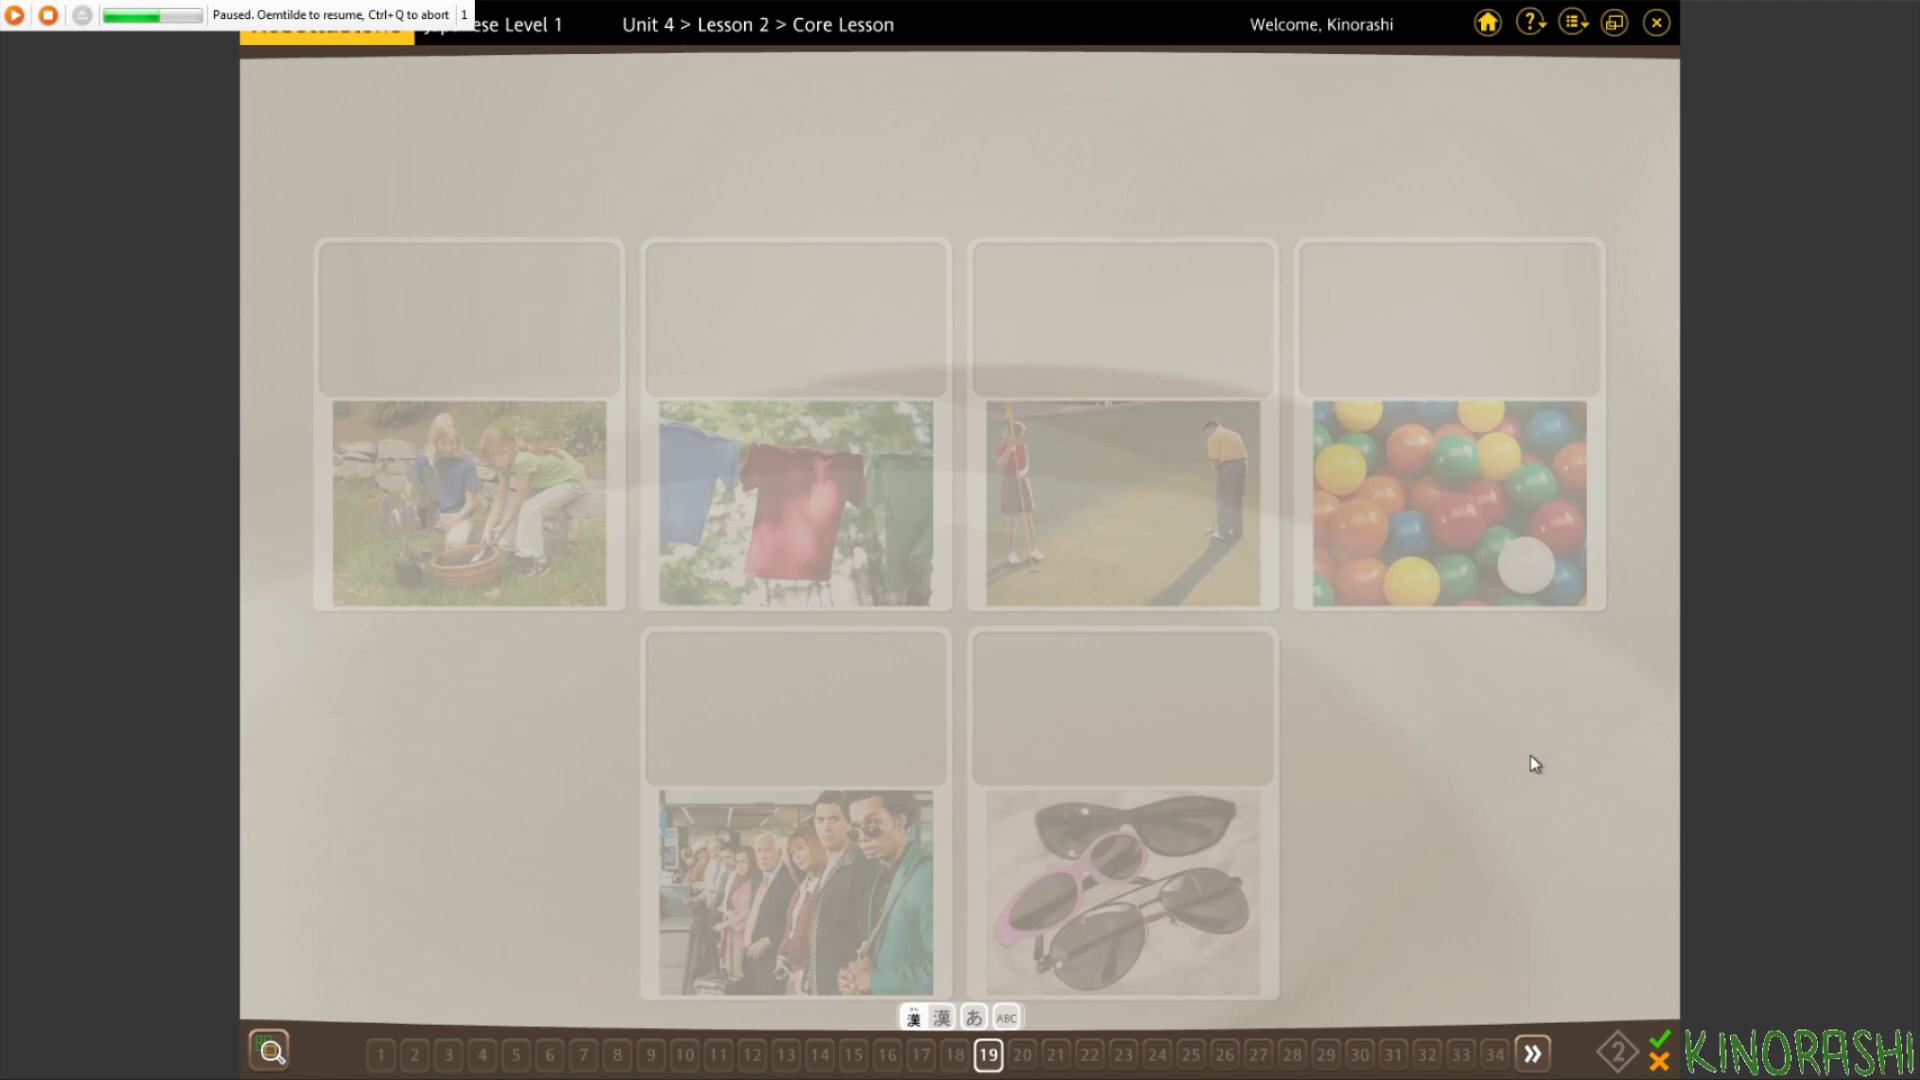 Paused. Oemtilde to resume, Ctrl+Q to abort 1
ese Level 1
Unit 4 > Lesson 2 > Core Lesson
Welcome, Kinorashi
漢 漢 あ ABC
1 2 3 4 5 6 7 8 9 10 11 12 13 14 15 16 17 18 19 20 21 22 23 24 25 26 27 28 29 30 31 32 33 34 »
2
KINORASHI